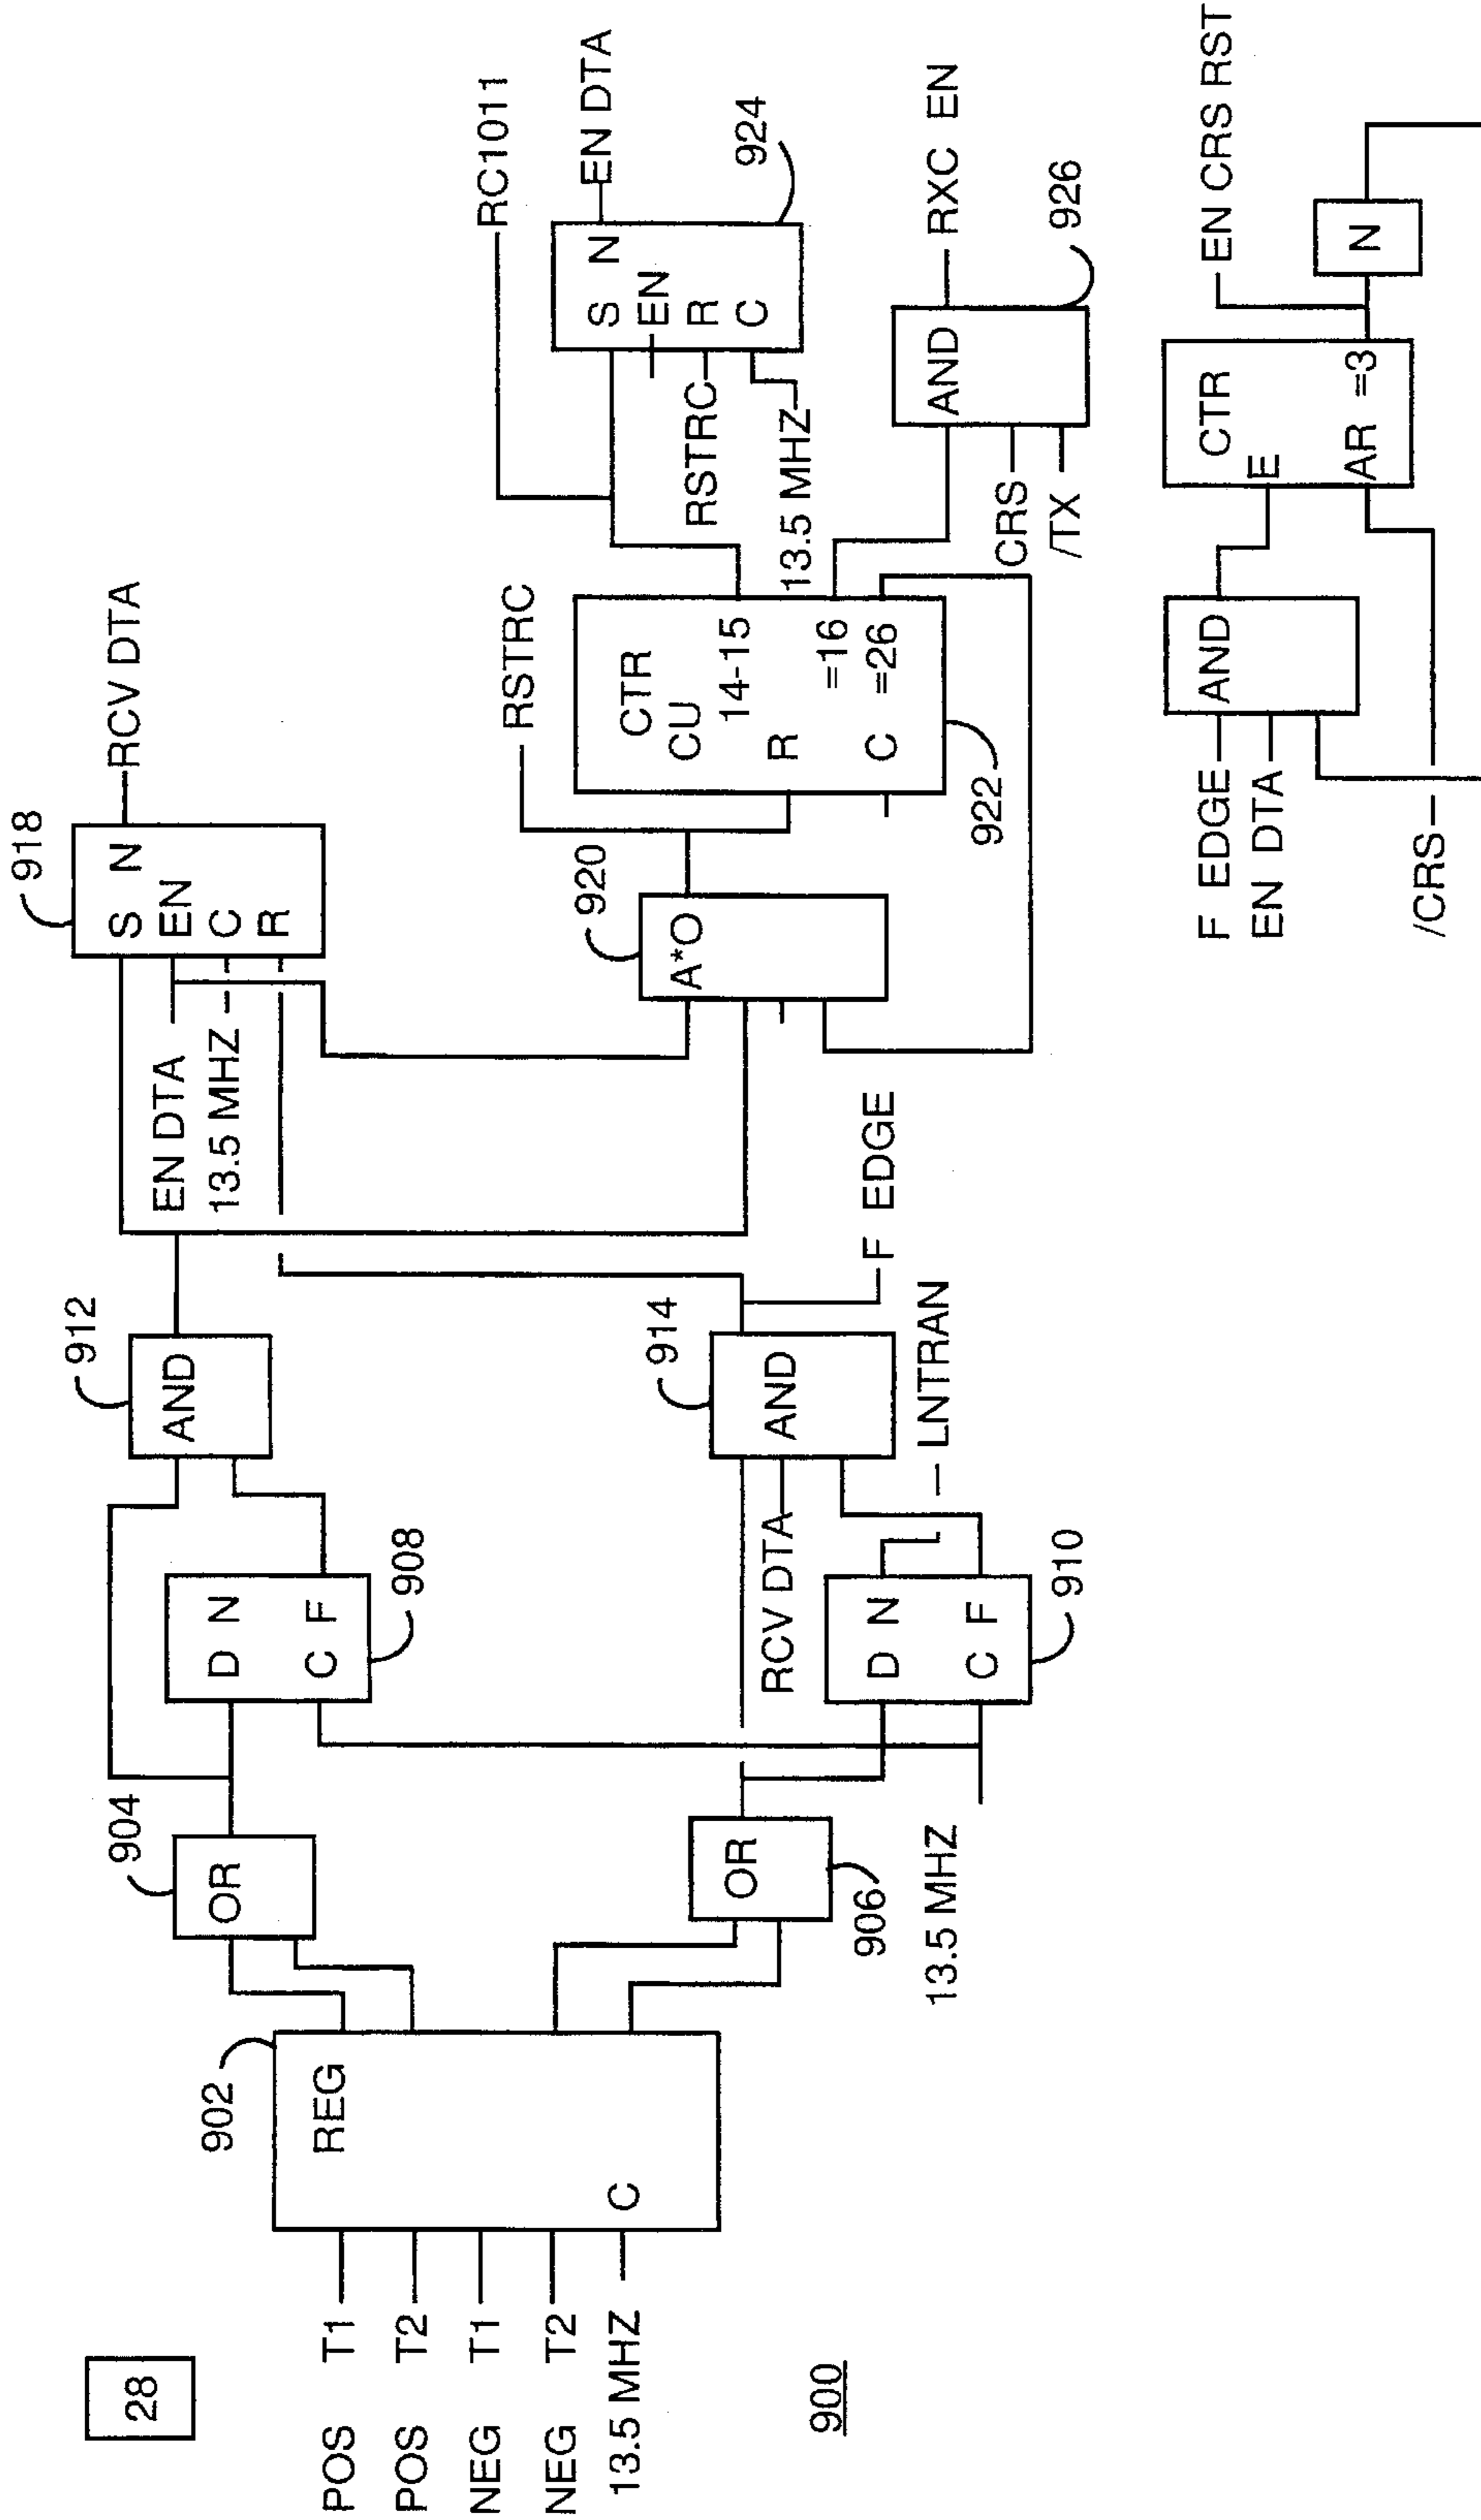 28
900
POS T1
POS T2
NEG T1
NEG T2
13.5 MHZ
902
REG
C
904
OR
906
OR
13.5 MHZ
908
D N
C F
910
D N
C F
LNTRAN
RCV DTA
912
AND
914
AND
F EDGE
EN DTA
13.5 MHZ
918
S N
EN
C
R
RCV DTA
920
A*O
RSTRC
922
CTR
CU
14-15
R
=16
C =26
RC1011
RSTRC
13.5 MHZ
S N
EN
R
C
EN DTA
924
CRS
/TX
AND
RXC EN
926
F EDGE
EN DTA
/CRS
AND
CTR
E
AR =3
EN CRS RST
N